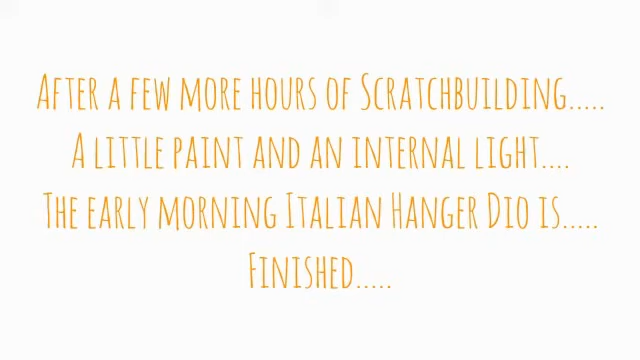 After a few more hours of Scratchbuilding.....
A little paint and an internal light....
The early morning Italian Hanger Dio is.....
Finished.....